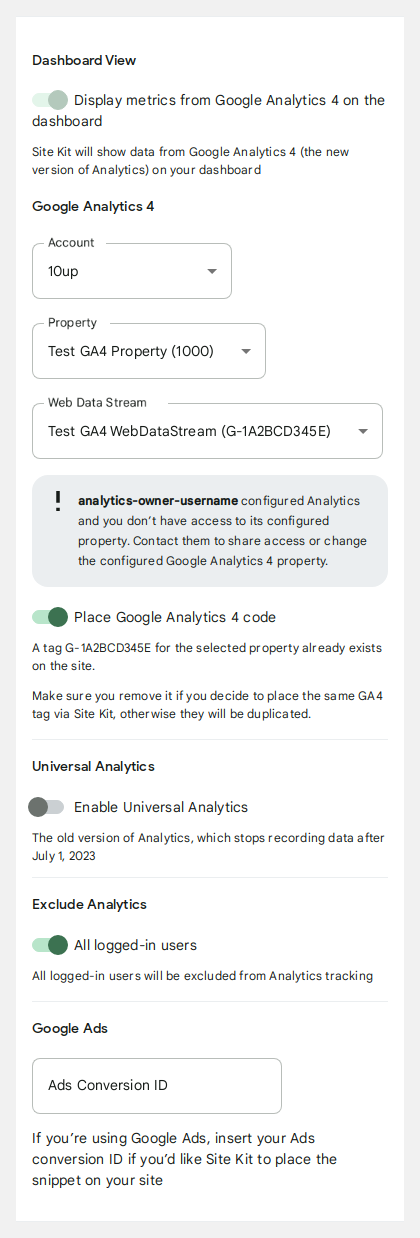 Dashboard View
Display metrics from Google Analytics 4 on the
dashboard
Site Kit will show data from Google Analytics 4 (the new
version of Analytics) on your dashboard
Google Analytics 4
Account
10up
Property
Test GA4 Property (1000)
Web Data Stream
Test GA4 WebDataStream (G-1A2BCD345E)
! analytics-owner-username configured Analytics
and you don’t have access to its configured
property. Contact them to share access or change
the configured Google Analytics 4 property.
Place Google Analytics 4 code
A tag G-1A2BCD345E for the selected property already exists
on the site.
Make sure you remove it if you decide to place the same GA4
tag via Site Kit, otherwise they will be duplicated.
Universal Analytics
Enable Universal Analytics
The old version of Analytics, which stops recording data after
July 1, 2023
Exclude Analytics
All logged-in users
All logged-in users will be excluded from Analytics tracking
Google Ads
Ads Conversion ID
If you’re using Google Ads, insert your Ads
conversion ID if you’d like Site Kit to place the
snippet on your site